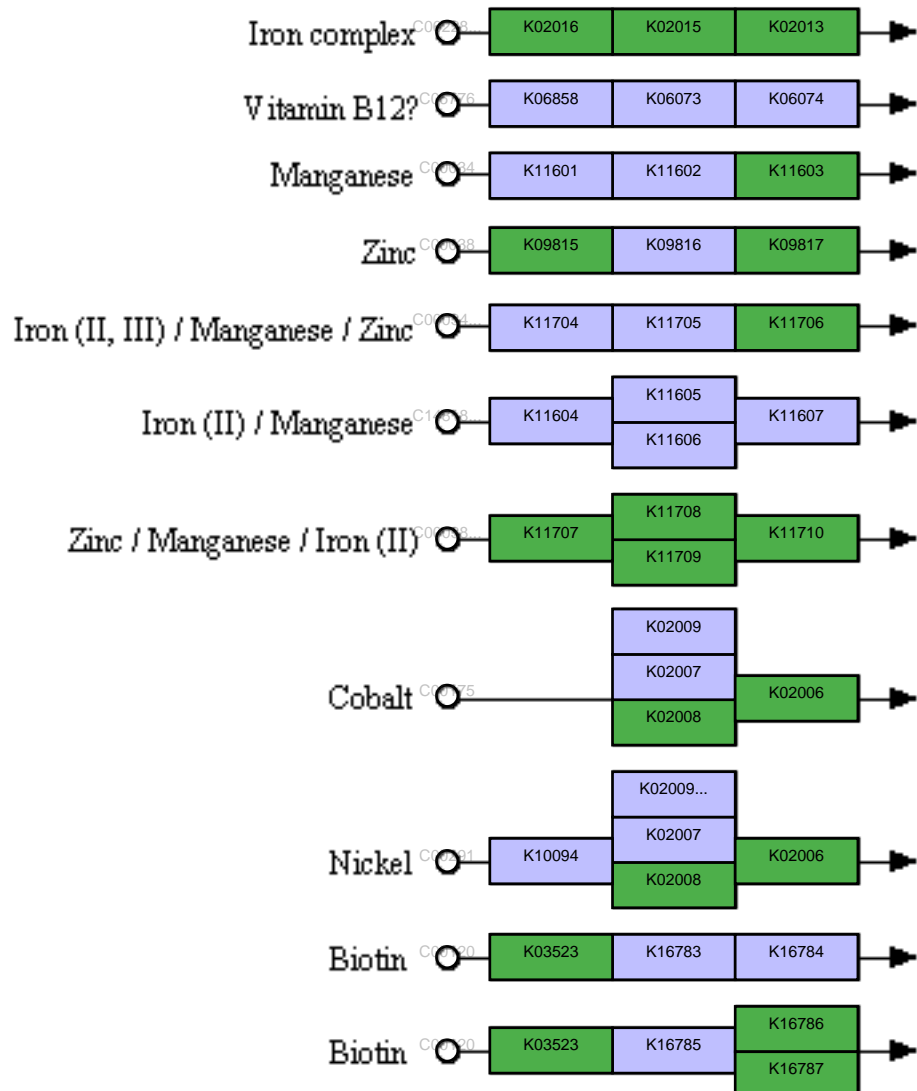 Iron complex K02016 K02015 K02013
Vitamin B12? K06858 K06073 K06074
Manganese K11601 K11602 K11603
Zinc K09815 K09816 K09817
Iron (II, III) / Manganese / Zinc K11704 K11705 K11706
K11605
Iron (II) / Manganese K11604 K11607
K11606
K11708
Zinc / Manganese / Iron (II) K11707 K11710
K11709
K02009
K02007
Cobalt K02006
K02008
K02009...
K02007
Nickel K10094 K02006
K02008
Biotin K03523 K16783 K16784
K16786
Biotin K03523 K16785
K16787